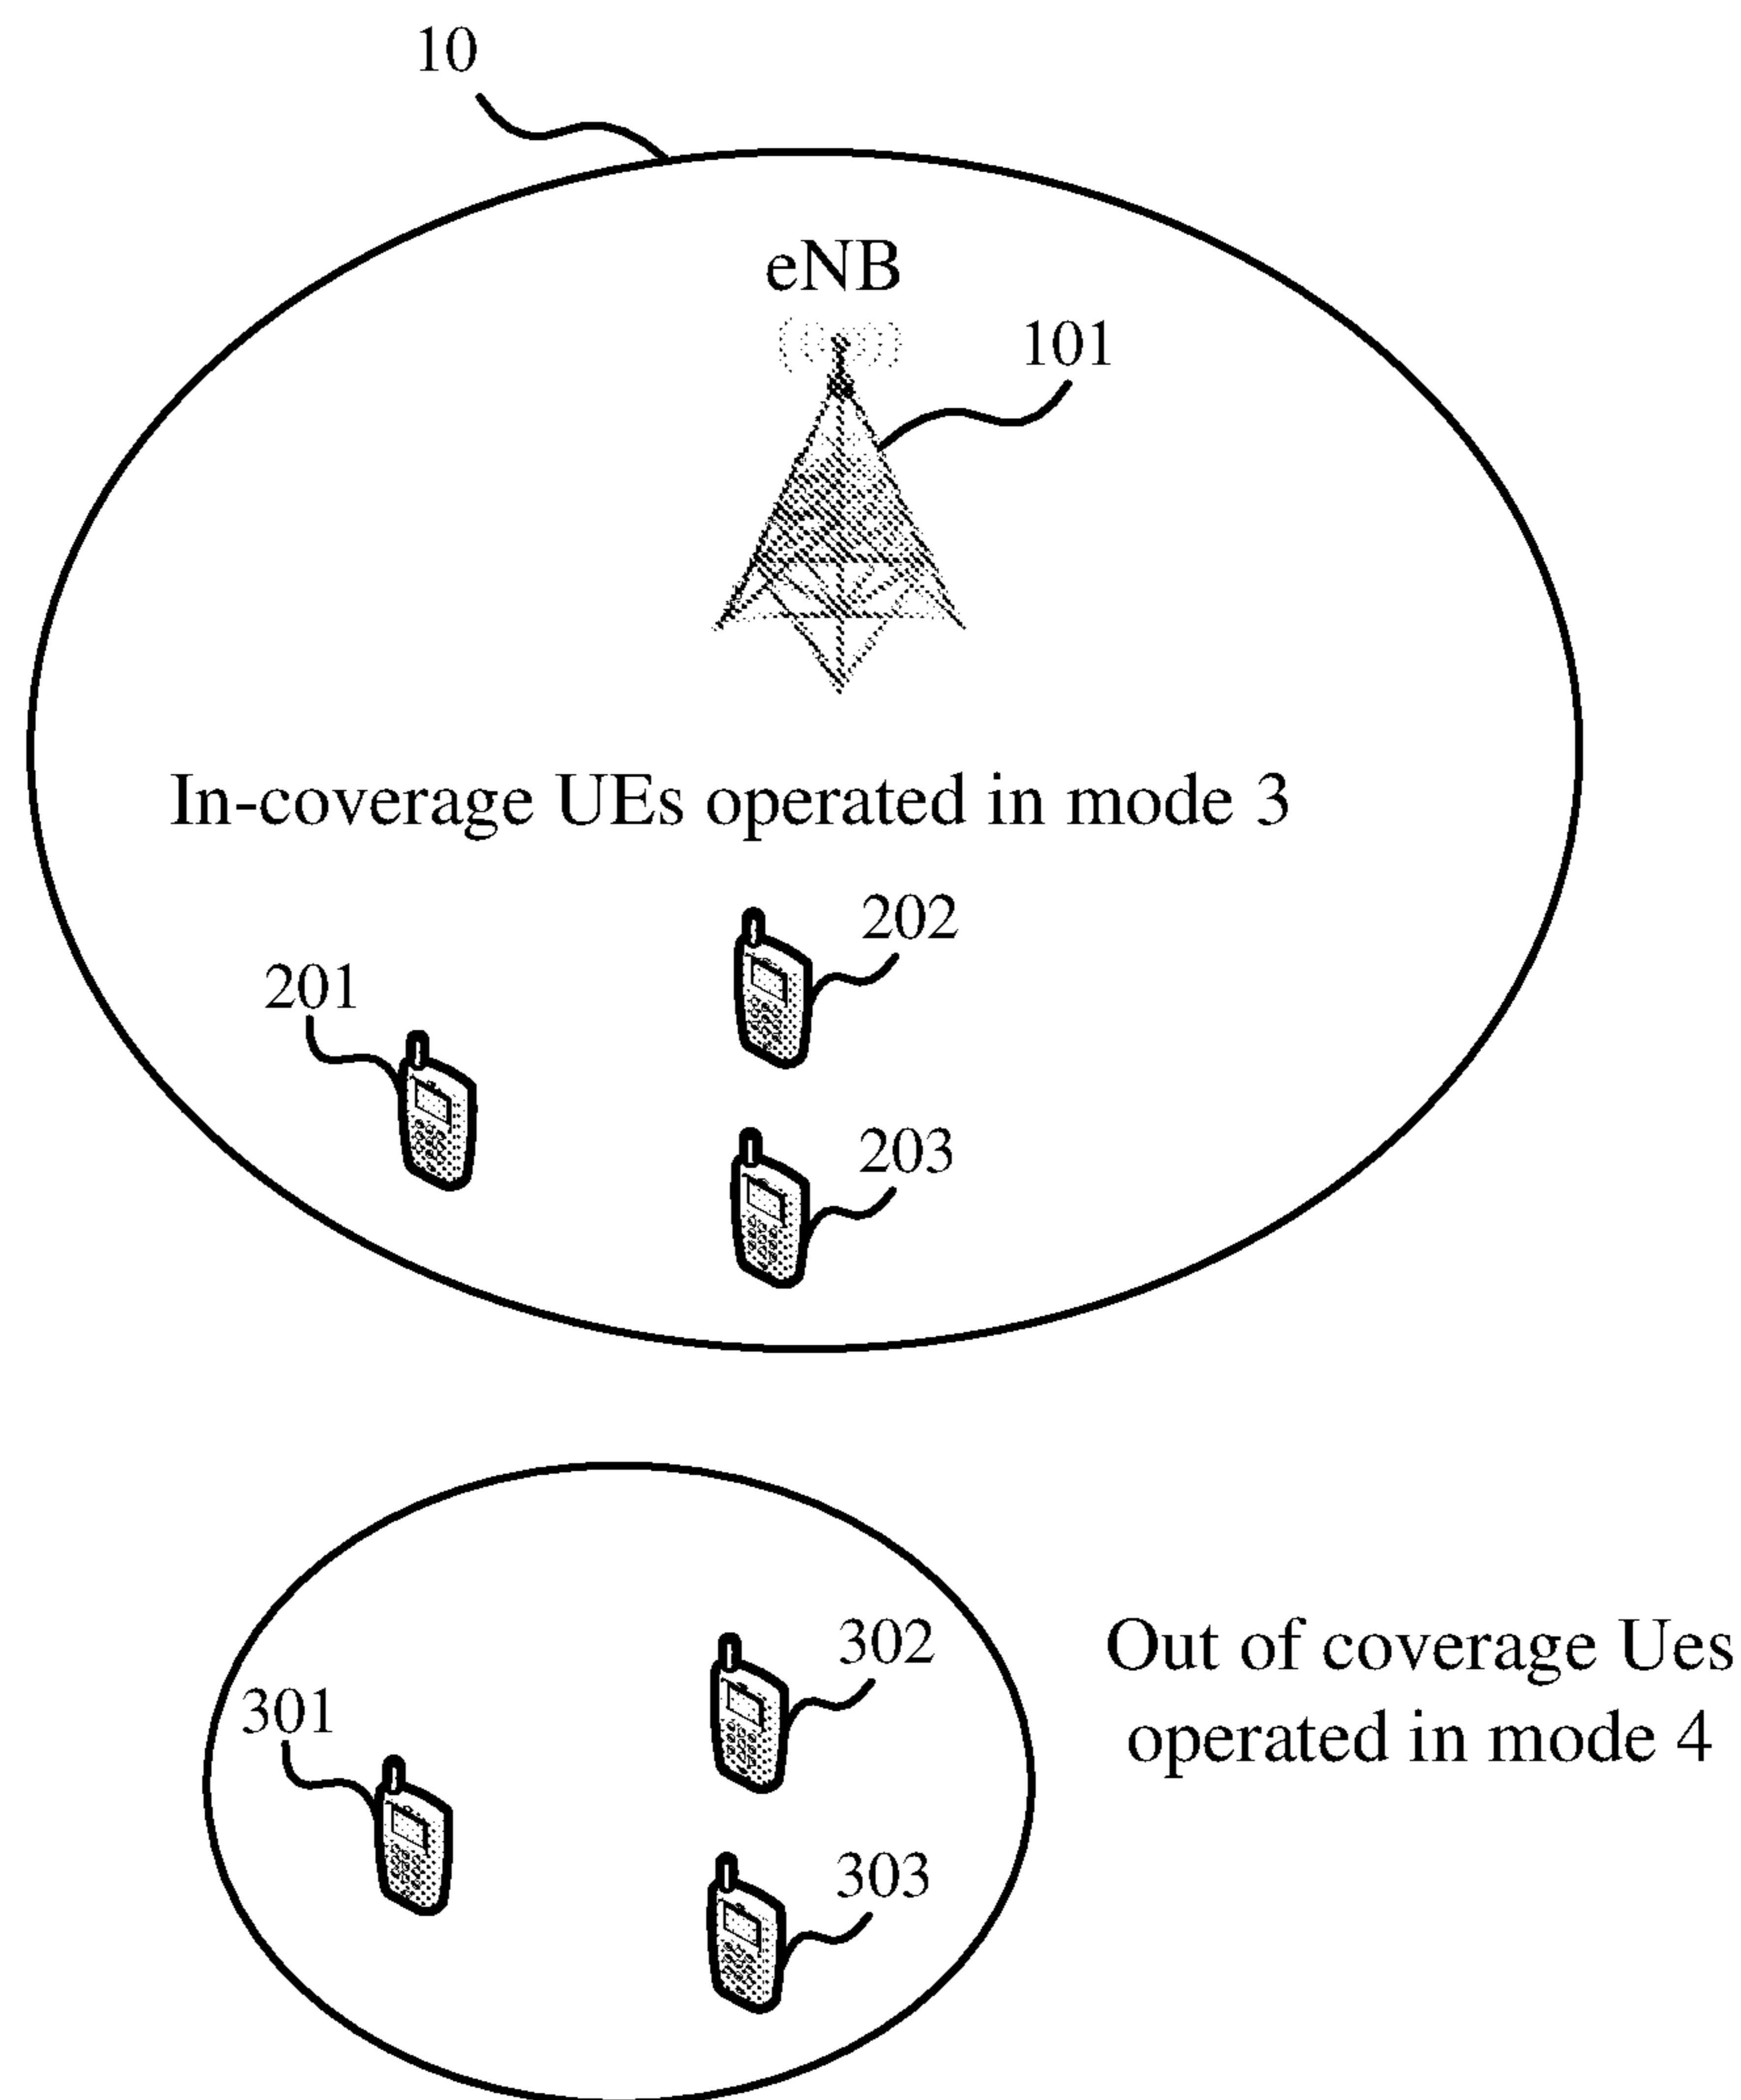 10
eNB
101
In-coverage UEs operated in mode 3
202
201
203
302
Out of coverage Ues
operated in mode 4
301
303